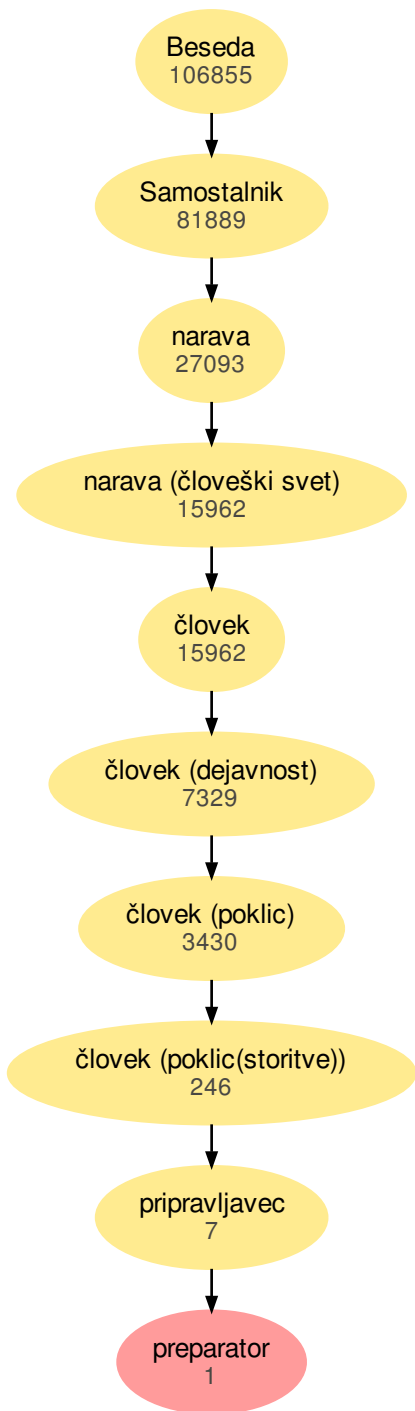 Beseda
106855
Samostalnik
81889
narava
27093
narava (človeški svet)
15962
človek
15962
človek (dejavnost)
7329
človek (poklic)
3430
človek (poklic(storitve))
246
pripravljavec
7
preparator
1